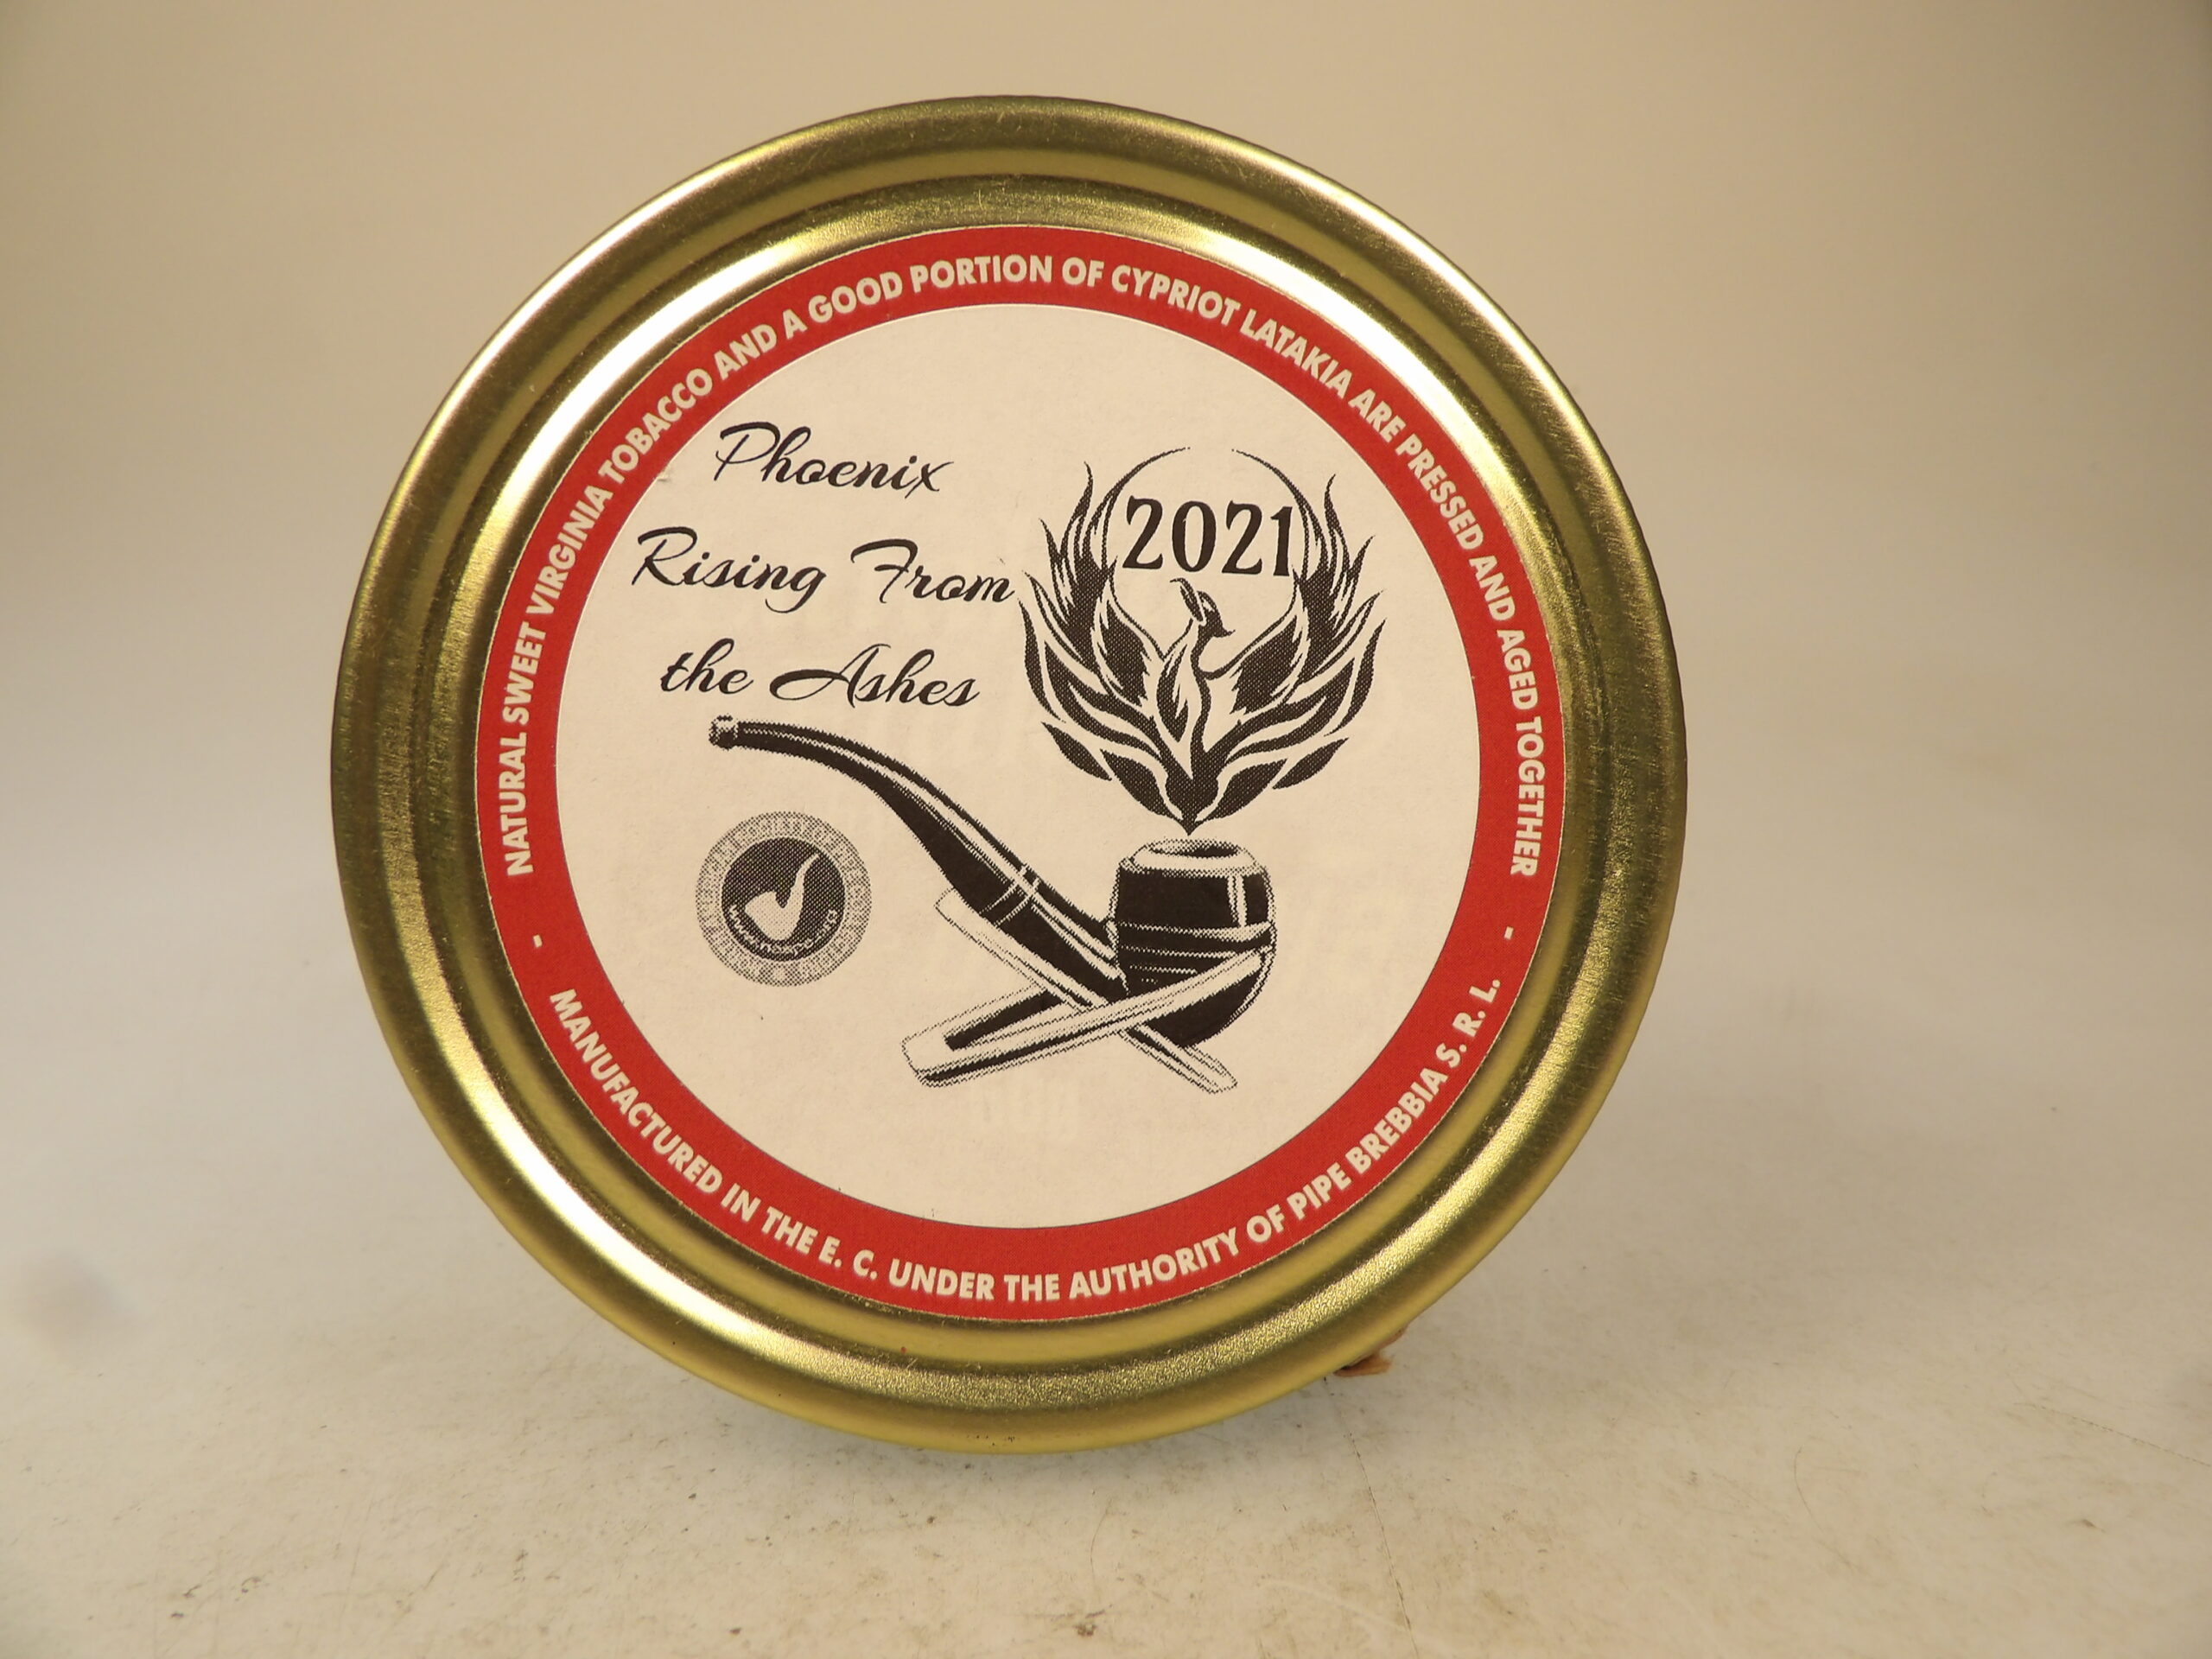 NATURAL SWEET VIRGINIA TOBACCO AND A GOOD PORTION OF CYPRIOT LATAKIA ARE PRESSED AND AGED TOGETHER
Phoenix
Rising From
the Ashes
2021
- MANUFACTURED IN THE E. C. UNDER THE AUTHORITY OF PIPE BREBBIA S. R. L. -